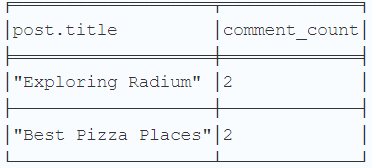 post.title comment_count
"Exploring Radium" 2
"Best Pizza Places" 2